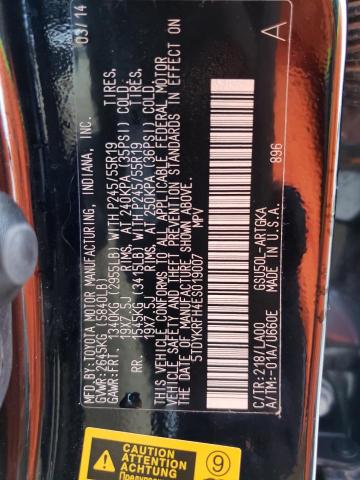 MFD.BY: TOYOTA MOTOR MANUFACTURING, INDIANA, INC. 03/14
GVWR: 2645KG (5840LB) A
GAWR: FRT. 1340KG (2955LB) WITH P245/55R19 TIRES,
19X7.5J RIMS, AT 240KPA (35PSI) COLD.
RR. 1545KG (3415LB) WITH P245/55R19 TIRES,
19X7.5J RIMS, AT 250KPA (36PSI) COLD.
THIS VEHICLE CONFORMS TO ALL APPLICABLE FEDERAL MOTOR
VEHICLE SAFETY AND THEFT PREVENTION STANDARDS IN EFFECT
ON THE DATE OF MANUFACTURE SHOWN ABOVE.
5TDYKRFH4ES019007 MPV
896
C/TR: 218/LA00 GSU50L-ARTGKA
A/TM: -01A/U660E MADE IN U.S.A.
CAUTION
ATTENTION
ACHTUNG
9